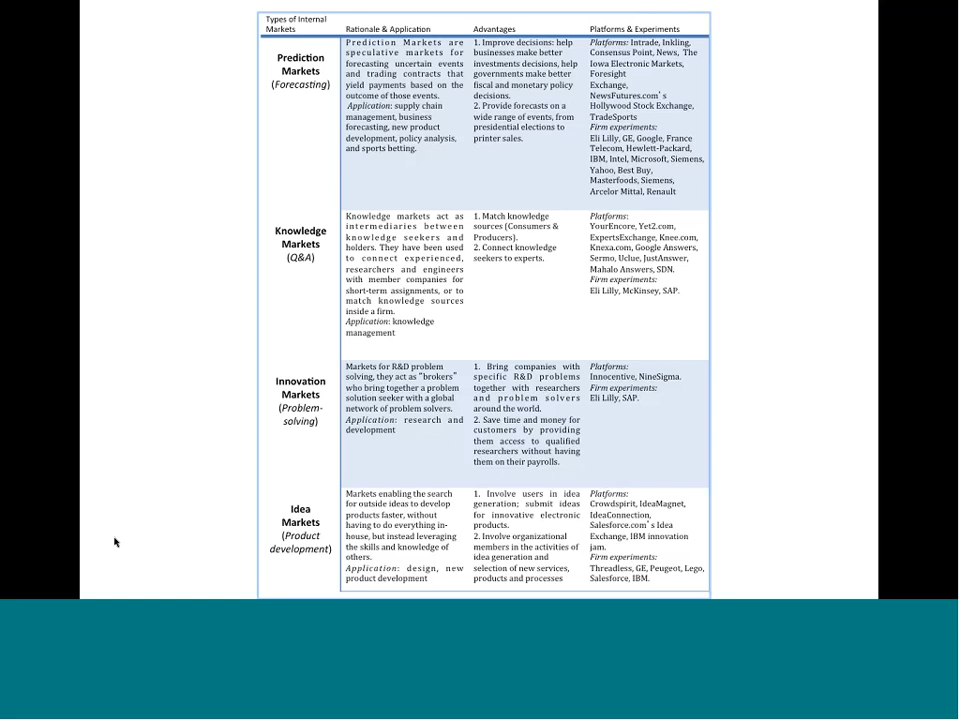 Types of Internal
Markets
Rationale & Application
Advantages
Platforms & Experiments
Prediction
Markets
(Forecasting)
Prediction Markets are
speculative markets for
forecasting uncertain events
and trading contracts that
yield payments based on the
outcome of those events.
Application: supply chain
management, business
forecasting, new product
development, policy analysis,
and sports betting.
1. Improve decisions: help
businesses make better
investments decisions, help
governments make better
fiscal and monetary policy
decisions.
2. Provide forecasts on a
wide range of events, from
presidential elections to
printer sales.
Platforms: Intrade, Inkling,
Consensus Point, News, The
Iowa Electronic Markets,
Foresight
Exchange,
NewsFutures.com's
Hollywood Stock Exchange,
TradeSports
Firm experiments:
Eli Lilly, GE, Google, France
Telecom, Hewlett-Packard,
IBM, Intel, Microsoft, Siemens,
Yahoo, Best Buy,
Masterfoods, Siemens,
Arcelor Mittal, Renault
Knowledge
Markets
(Q&A)
Knowledge markets act as
intermediaries between
knowledge seekers and
holders. They have been used
to connect experienced,
researchers and engineers
with member companies for
short-term assignments, or to
match knowledge sources
inside a firm.
Application: knowledge
management
1. Match knowledge
sources (Consumers &
Producers).
2. Connect knowledge
seekers to experts.
Platforms:
YourEncore, Yet2.com,
ExpertsExchange, Knee.com,
Knexa.com, Google Answers,
Sermo, Uclue, JustAnswer,
Mahalo Answers, SDN.
Firm experiments:
Eli Lilly, McKinsey, SAP.
Innovation
Markets
(Problem-
solving)
Markets for R&D problem
solving, they act as "brokers"
who bring together a problem
solution seeker with a global
network of problem solvers.
Application: research and
development
1. Bring companies with
specific R&D problems
together with researchers
and problem solvers
around the world.
2. Save time and money for
customers by providing
them access to qualified
researchers without having
them on their payrolls.
Platforms:
Innocentive, NineSigma.
Firm experiments:
Eli Lilly, SAP.
Idea
Markets
(Product
development)
Markets enabling the search
for outside ideas to develop
products faster, without
having to do everything in-
house, but instead leveraging
the skills and knowledge of
others.
Application: design, new
product development
1. Involve users in idea
generation; submit ideas
for innovative electronic
products.
2. Involve organizational
members in the activities of
idea generation and
selection of new services,
products and processes
Platforms:
Crowdspirit, IdeaMagnet,
IdeaConnection,
Salesforce.com's Idea
Exchange, IBM innovation
jam.
Firm experiments:
Threadless, GE, Peugeot, Lego,
Salesforce, IBM.